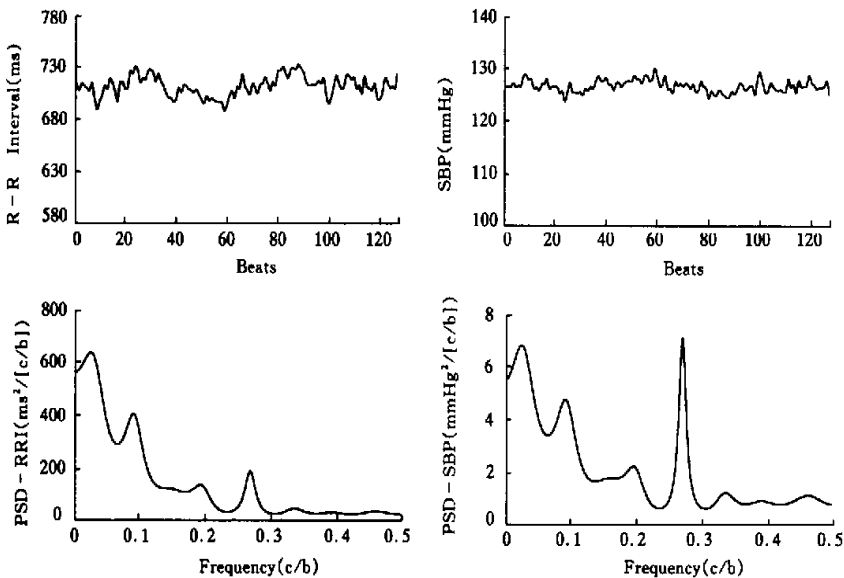 780
730
680
630
580
R-R Interval(ms)
0 20 40 60 80 100 120
Beats
140
130
120
110
100
SBP(mmHg)
0 20 40 60 80 100 120
Beats
800
600
400
200
0
PSD-RRI(ms²/[c/b])
0 0.1 0.2 0.3 0.4 0.5
Frequency(c/b)
8
6
4
2
0
PSD-SBP(mmHg²/[c/b])
0 0.1 0.2 0.3 0.4 0.5
Frequency(c/b)